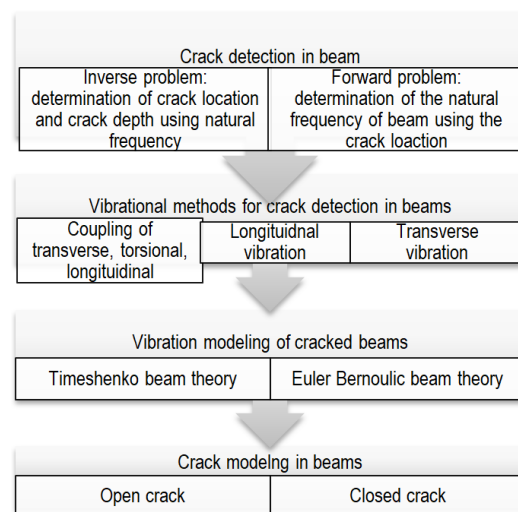 Crack detection in beam
Inverse problem:
determination of crack location
and crack depth using natural
frequency
Forward problem:
determination of the natural
frequency of beam using the
crack loaction
Vibrational methods for crack detection in beams
Coupling of
transverse, torsional,
longituidinal
Longituidnal
vibration
Transverse
vibration
Vibration modeling of cracked beams
Timeshenko beam theory
Euler Bernoulic beam theory
Crack modelng in beams
Open crack
Closed crack